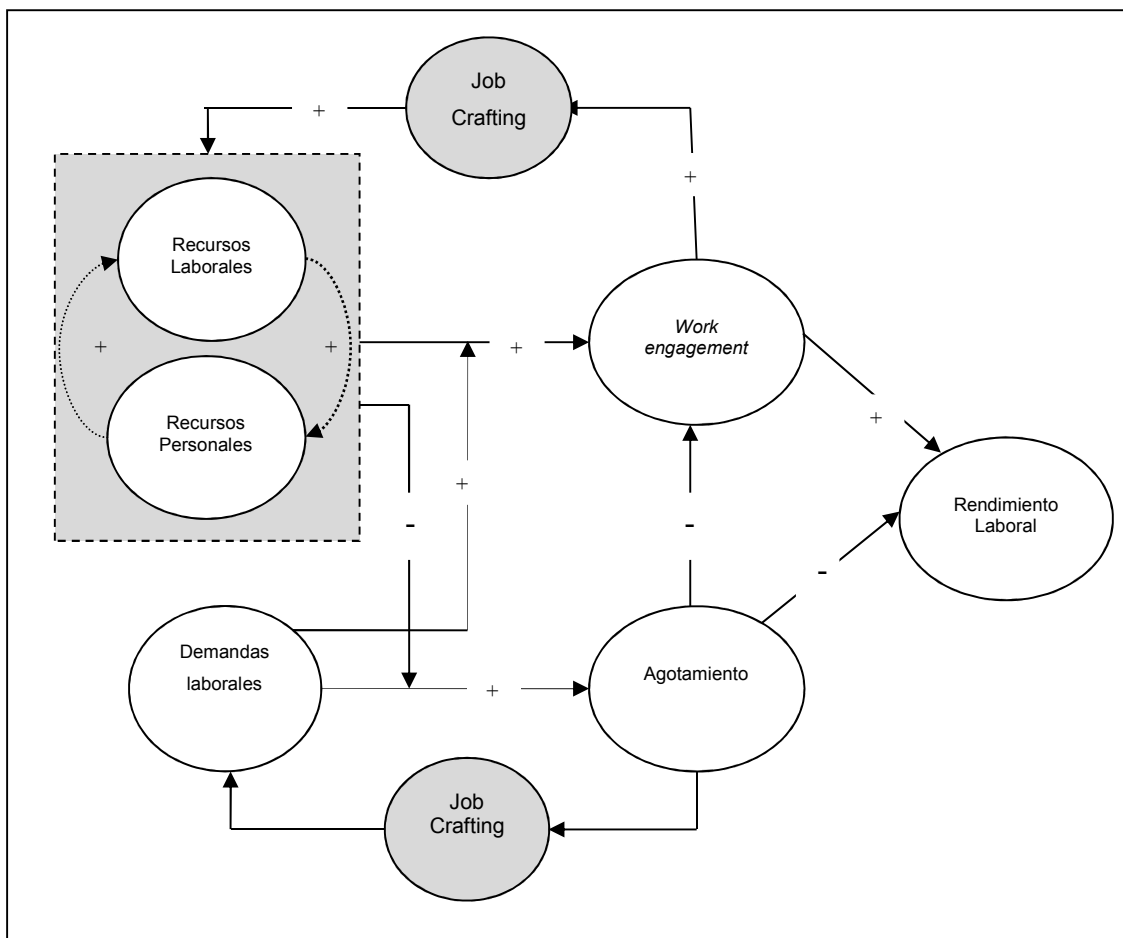 Job
Crafting
+
+
Recursos
Laborales
+
+
Recursos
Personales
+
Work
engagement
+
+
-
-
-
Rendimiento
Laboral
Demandas
laborales
+
Agotamiento
Job
Crafting